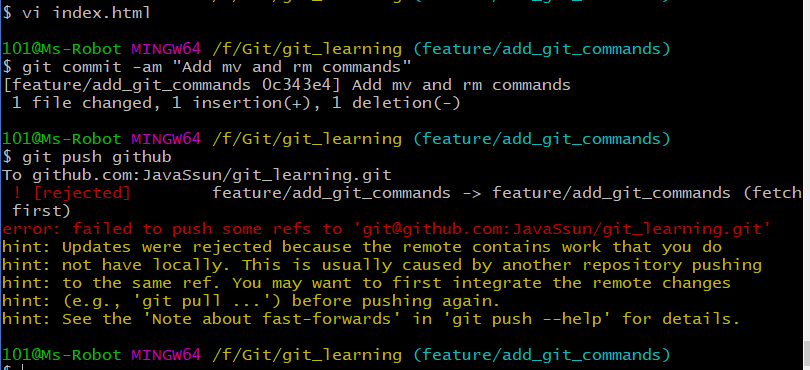 $ vi index.html
101@Ms-Robot MINGW64 /f/Git/git_learning (feature/add_git_commands)
$ git commit -am "Add mv and rm commands"
[feature/add_git_commands 0c343e4] Add mv and rm commands
 1 file changed, 1 insertion(+), 1 deletion(-)
101@Ms-Robot MINGW64 /f/Git/git_learning (feature/add_git_commands)
$ git push github
To github.com:JavaSsun/git_learning.git
 ! [rejected]        feature/add_git_commands -> feature/add_git_commands (fetch
 first)
error: failed to push some refs to 'git@github.com:JavaSsun/git_learning.git'
hint: Updates were rejected because the remote contains work that you do
hint: not have locally. This is usually caused by another repository pushing
hint: to the same ref. You may want to first integrate the remote changes
hint: (e.g., 'git pull ...') before pushing again.
hint: See the 'Note about fast-forwards' in 'git push --help' for details.
101@Ms-Robot MINGW64 /f/Git/git_learning (feature/add_git_commands)
$